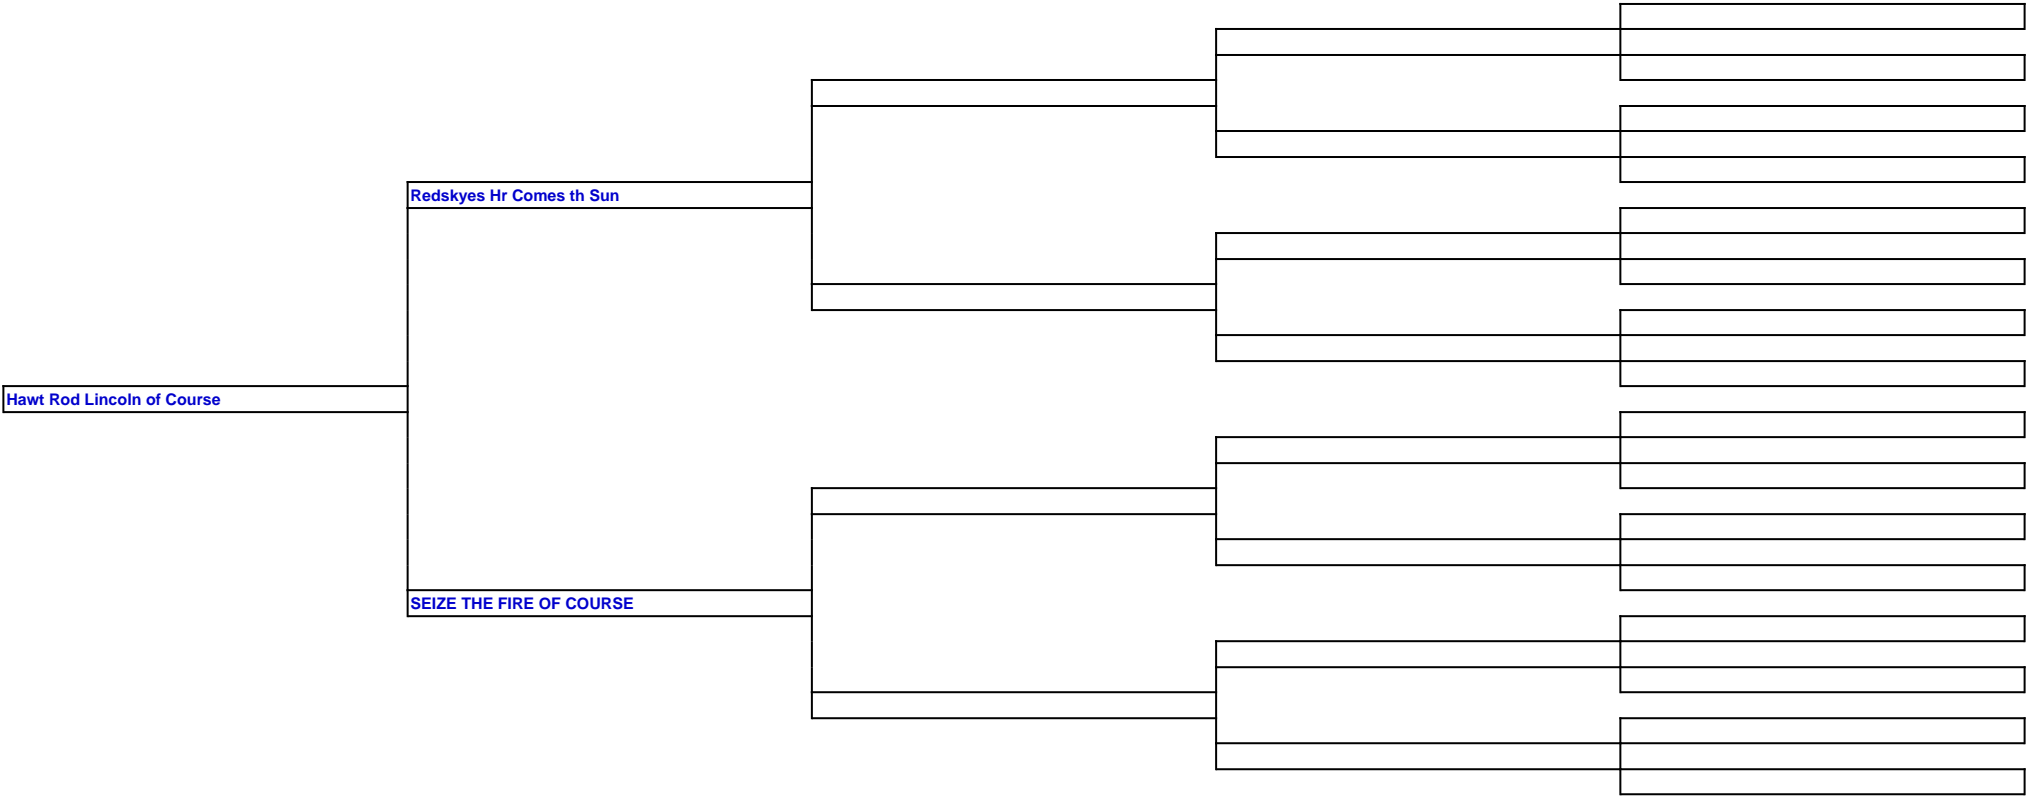 Redskyes Hr Comes th Sun
Hawt Rod Lincoln of Course
SEIZE THE FIRE OF COURSE